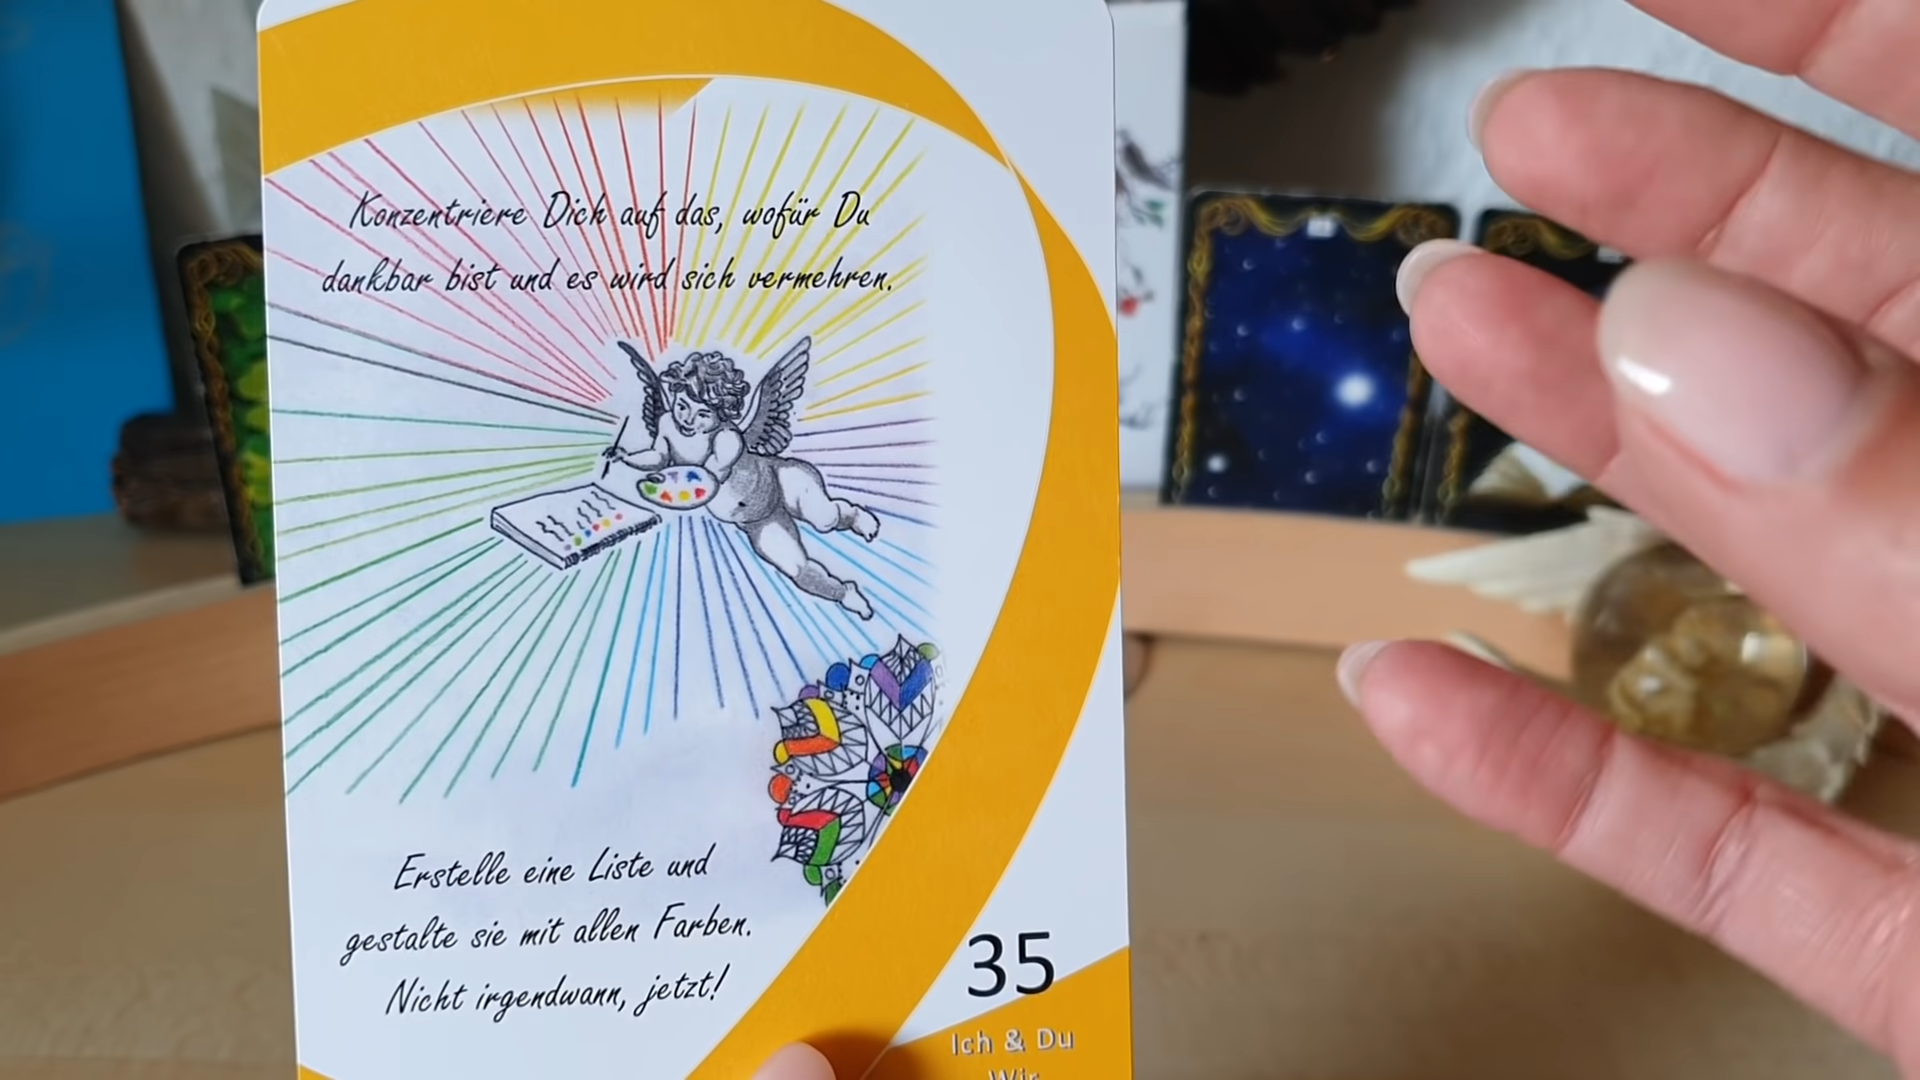 Konzentriere Dich auf das, wofür Du
dankbar bist und es wird sich vermehren.
Erstelle eine Liste und
gestalte sie mit allen Farben.
Nicht irgendwann, jetzt!
35
Ich & Du
Wir